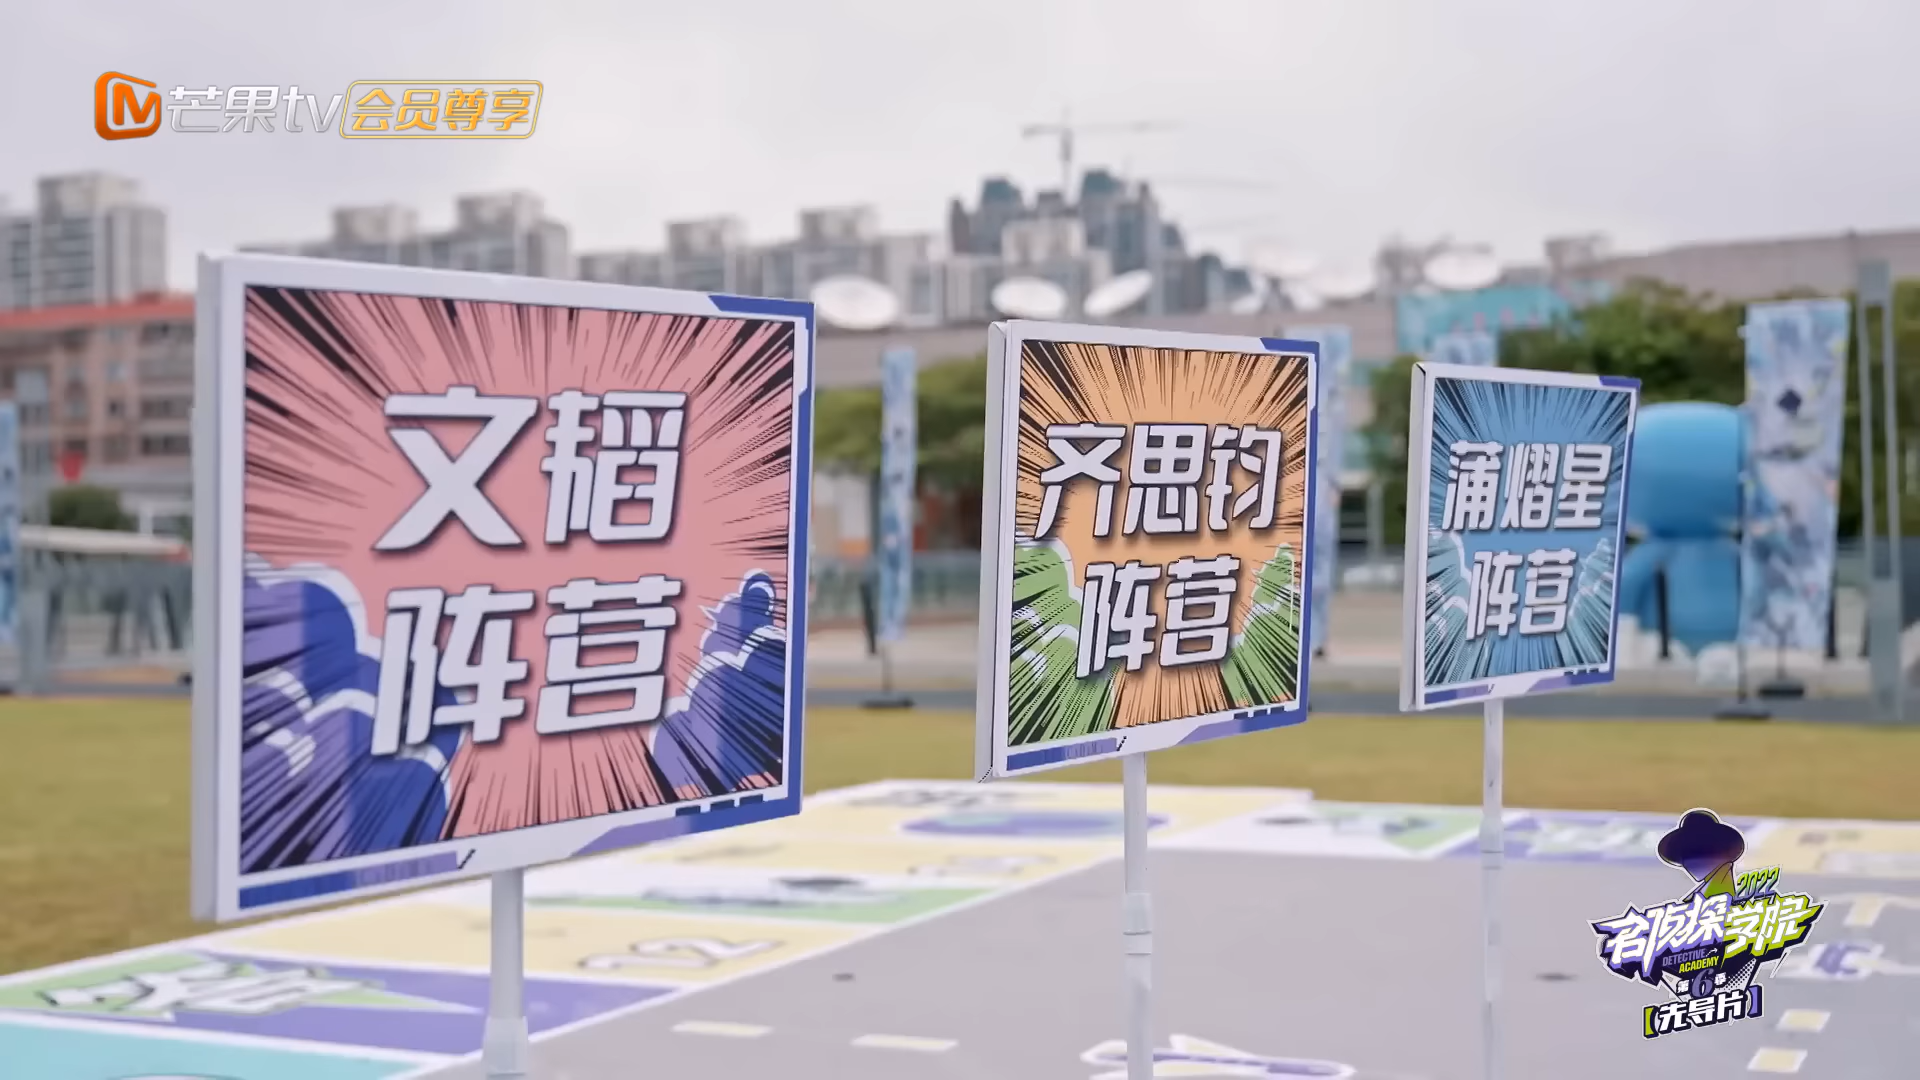 芒果tv 会员尊享
文韬
阵营
齐思钧
阵营
蒲熠星
阵营
12
2022
名侦探学院
DETECTIVE
ACADEMY
第6季
【先导片】